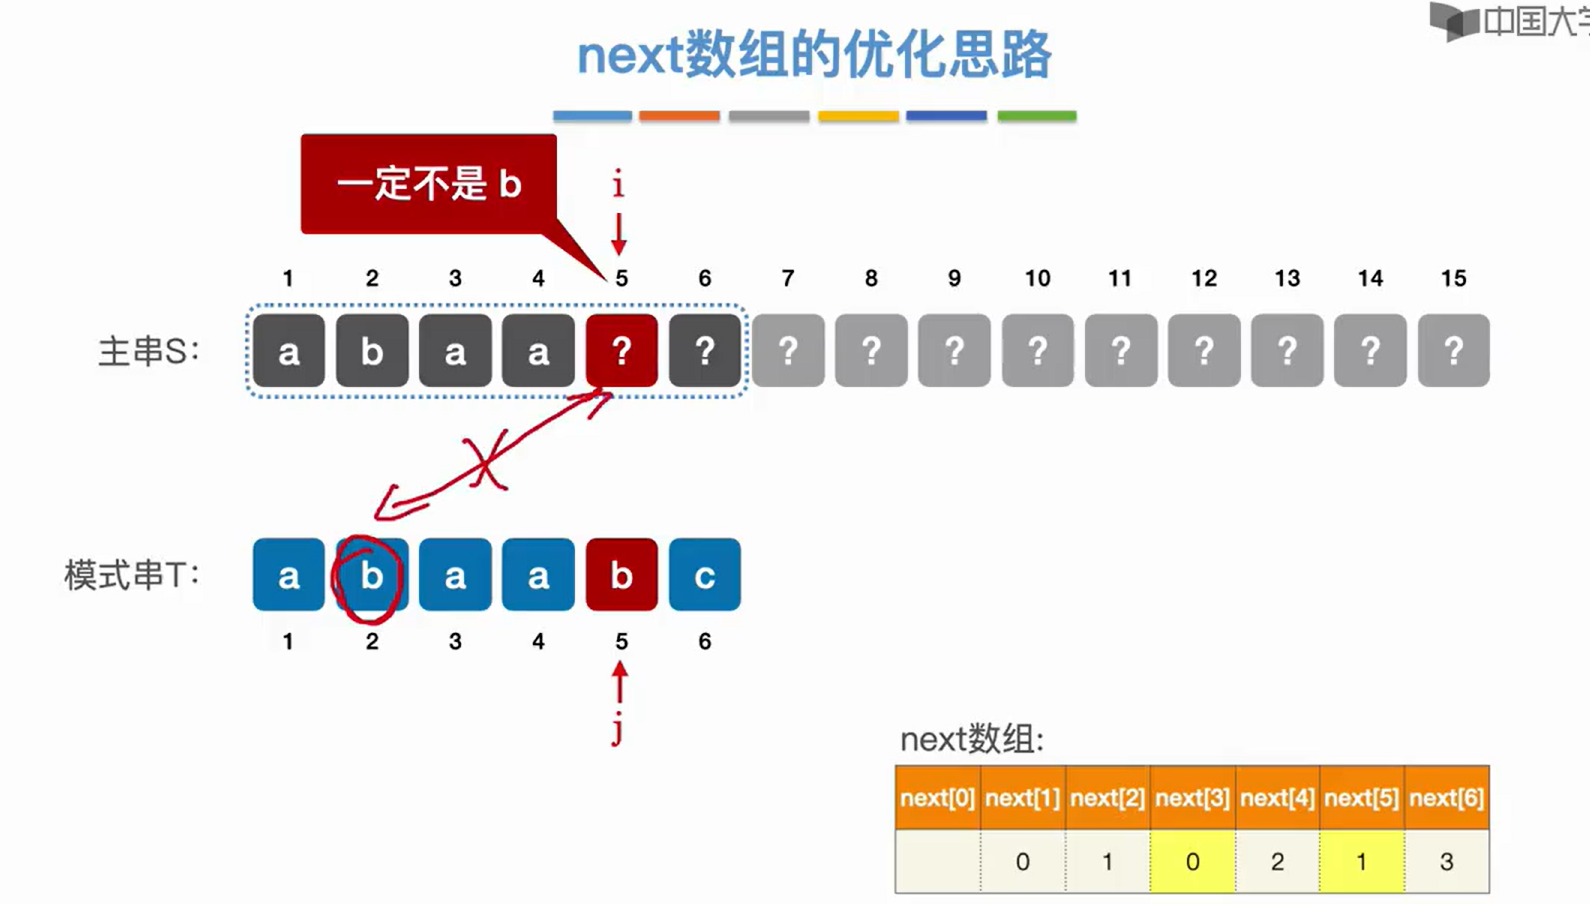 中国大学
next数组的优化思路
一定不是 b
i
1 2 3 4 5 6 7 8 9 10 11 12 13 14 15
主串S: a b a a ? ? ? ? ? ? ? ? ? ? ?
模式串T: a b a a b c
1 2 3 4 5 6
j
next数组:
next[0] next[1] next[2] next[3] next[4] next[5] next[6]
0 1 0 2 1 3